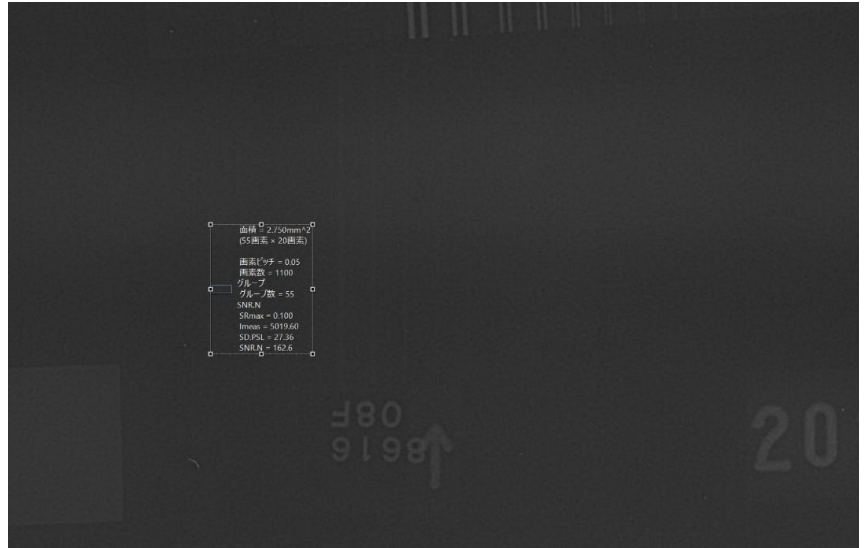 面積 = 2.750mm^2
(55画素 × 20画素)
画素ピッチ = 0.05
画素数 = 1100
グループ
グループ数 = 55
SNR.N
SRmax = 0.100
Imeas = 5019.60
SD.PSL = 27.36
SNR.N = 162.6
08F
8616
20